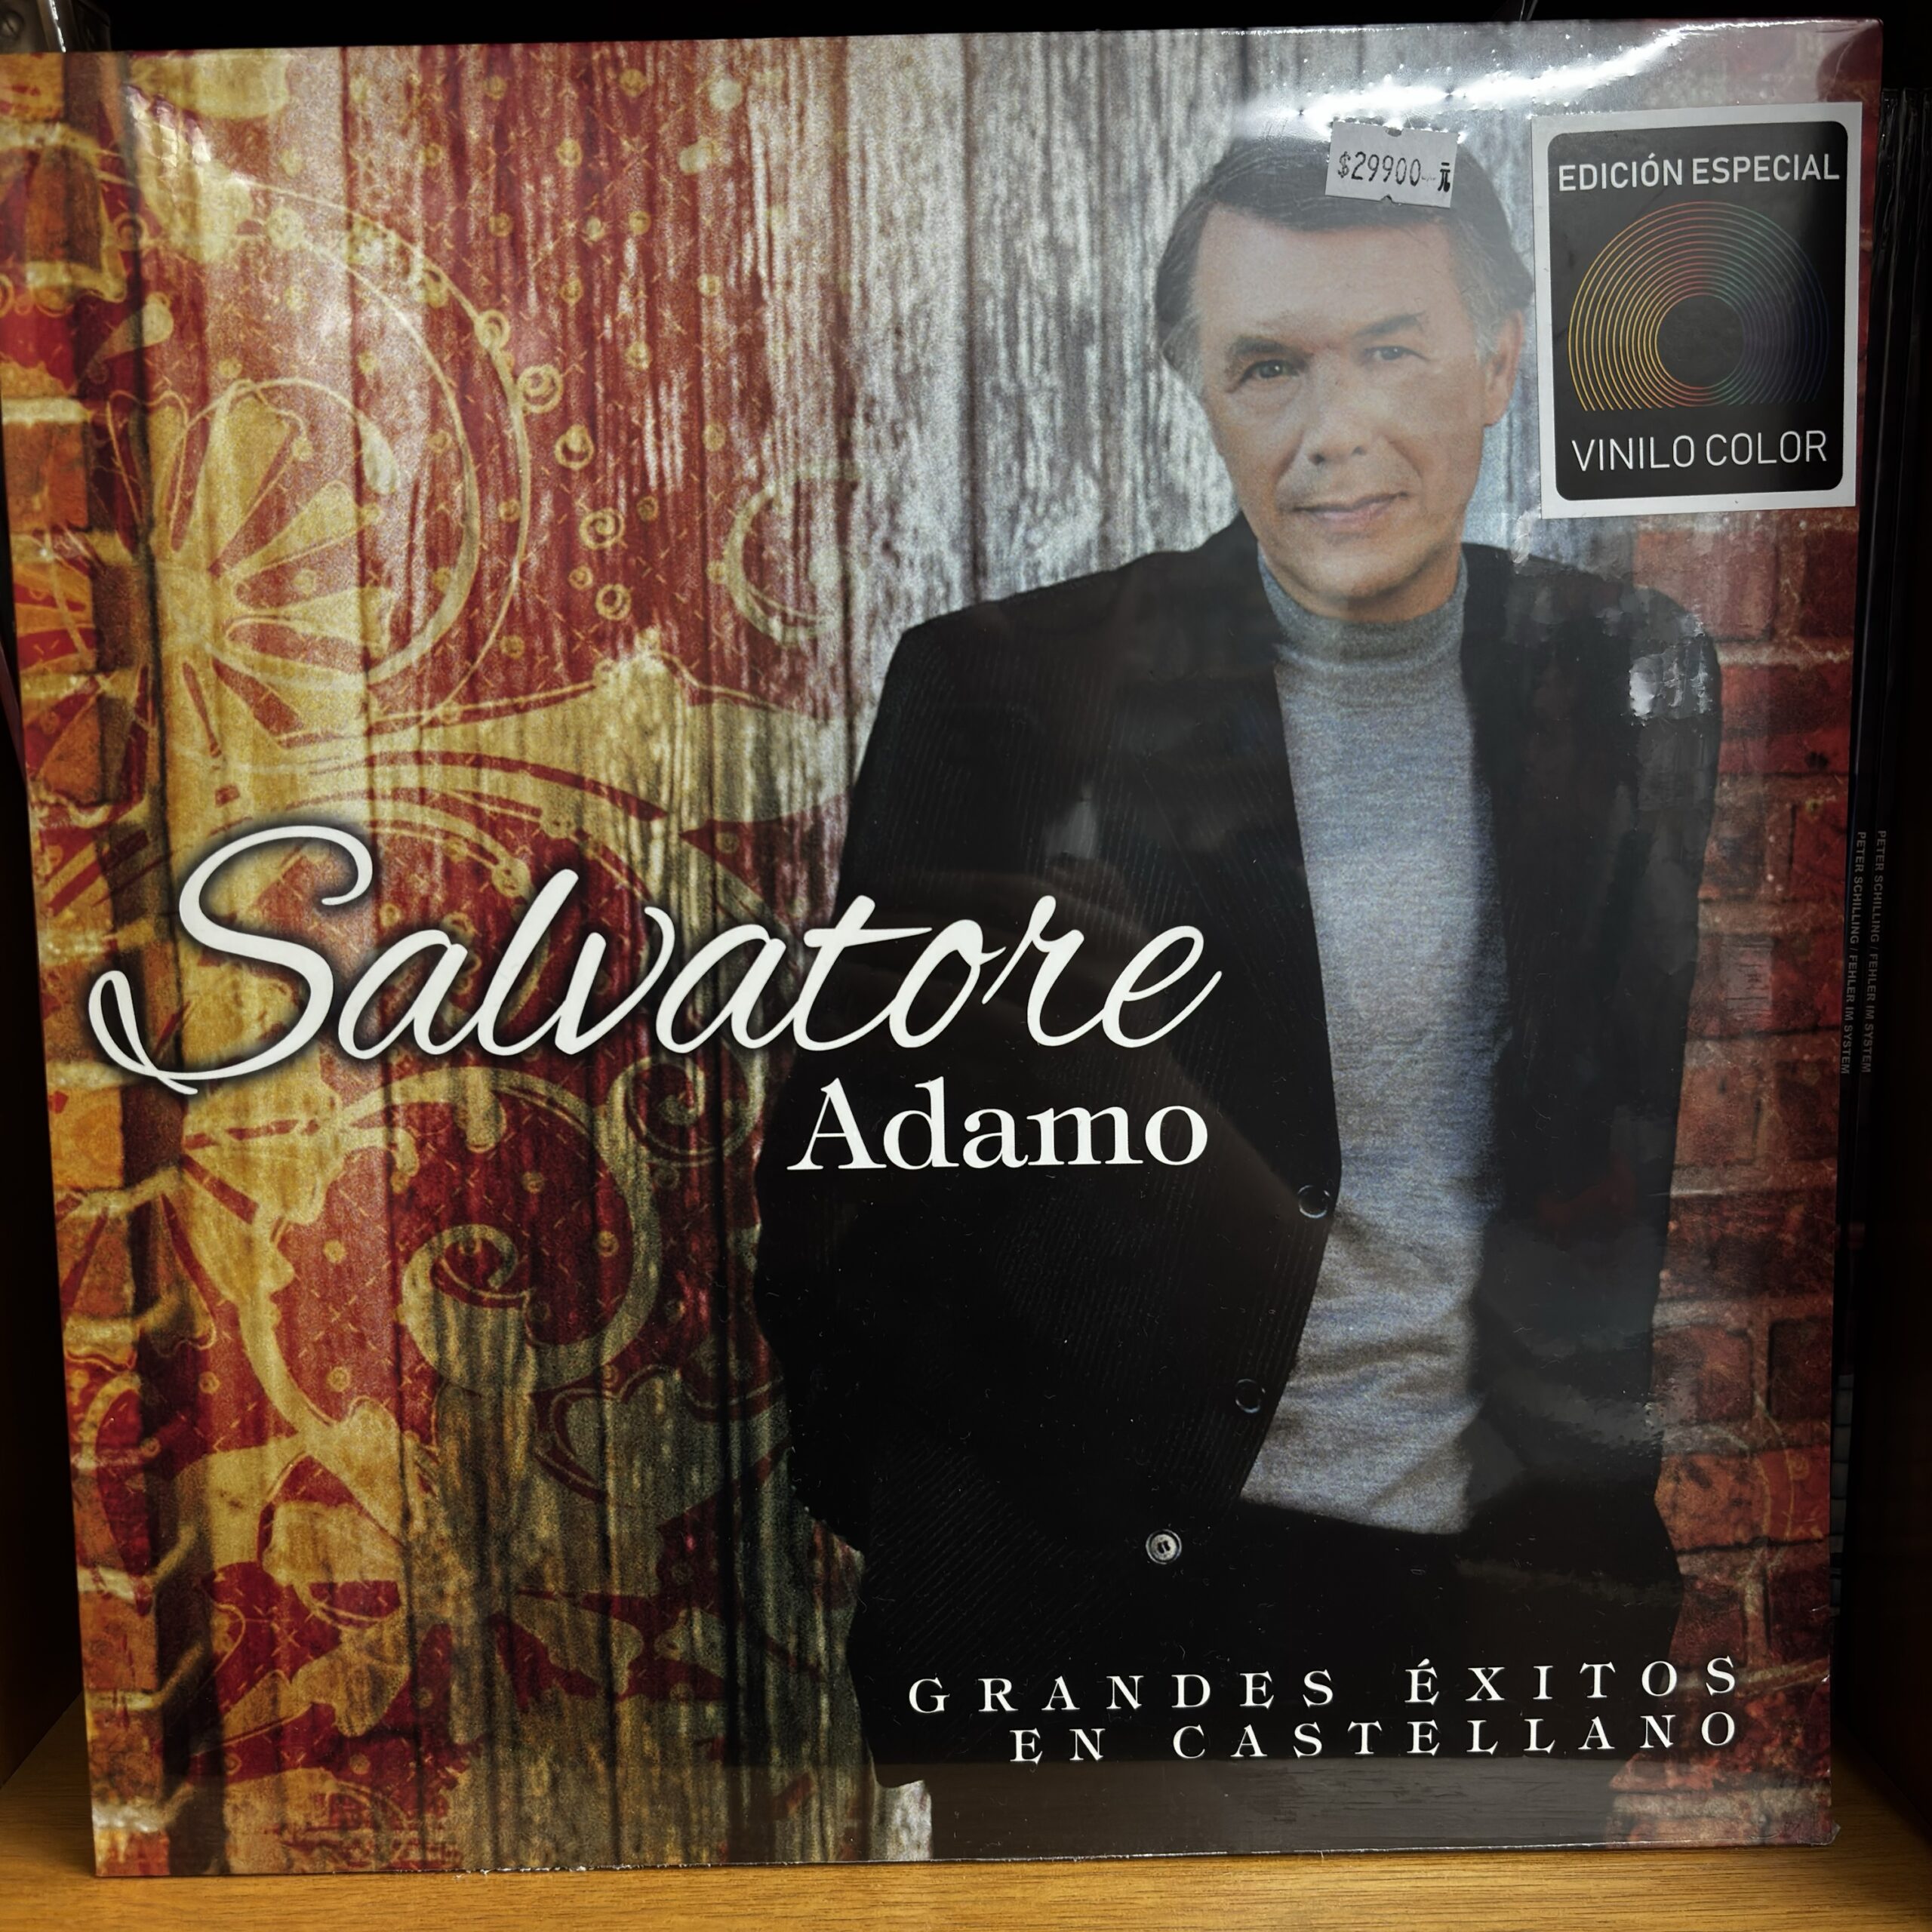 $29900-元
EDICIÓN ESPECIAL
VINILO COLOR
Salvatore
Adamo
GRANDES ÉXITOS
EN CASTELLANO
PETER SCHILLING / FEHLER IM SYSTEM
PETER SCHILLING / FEHLER IM SYSTEM